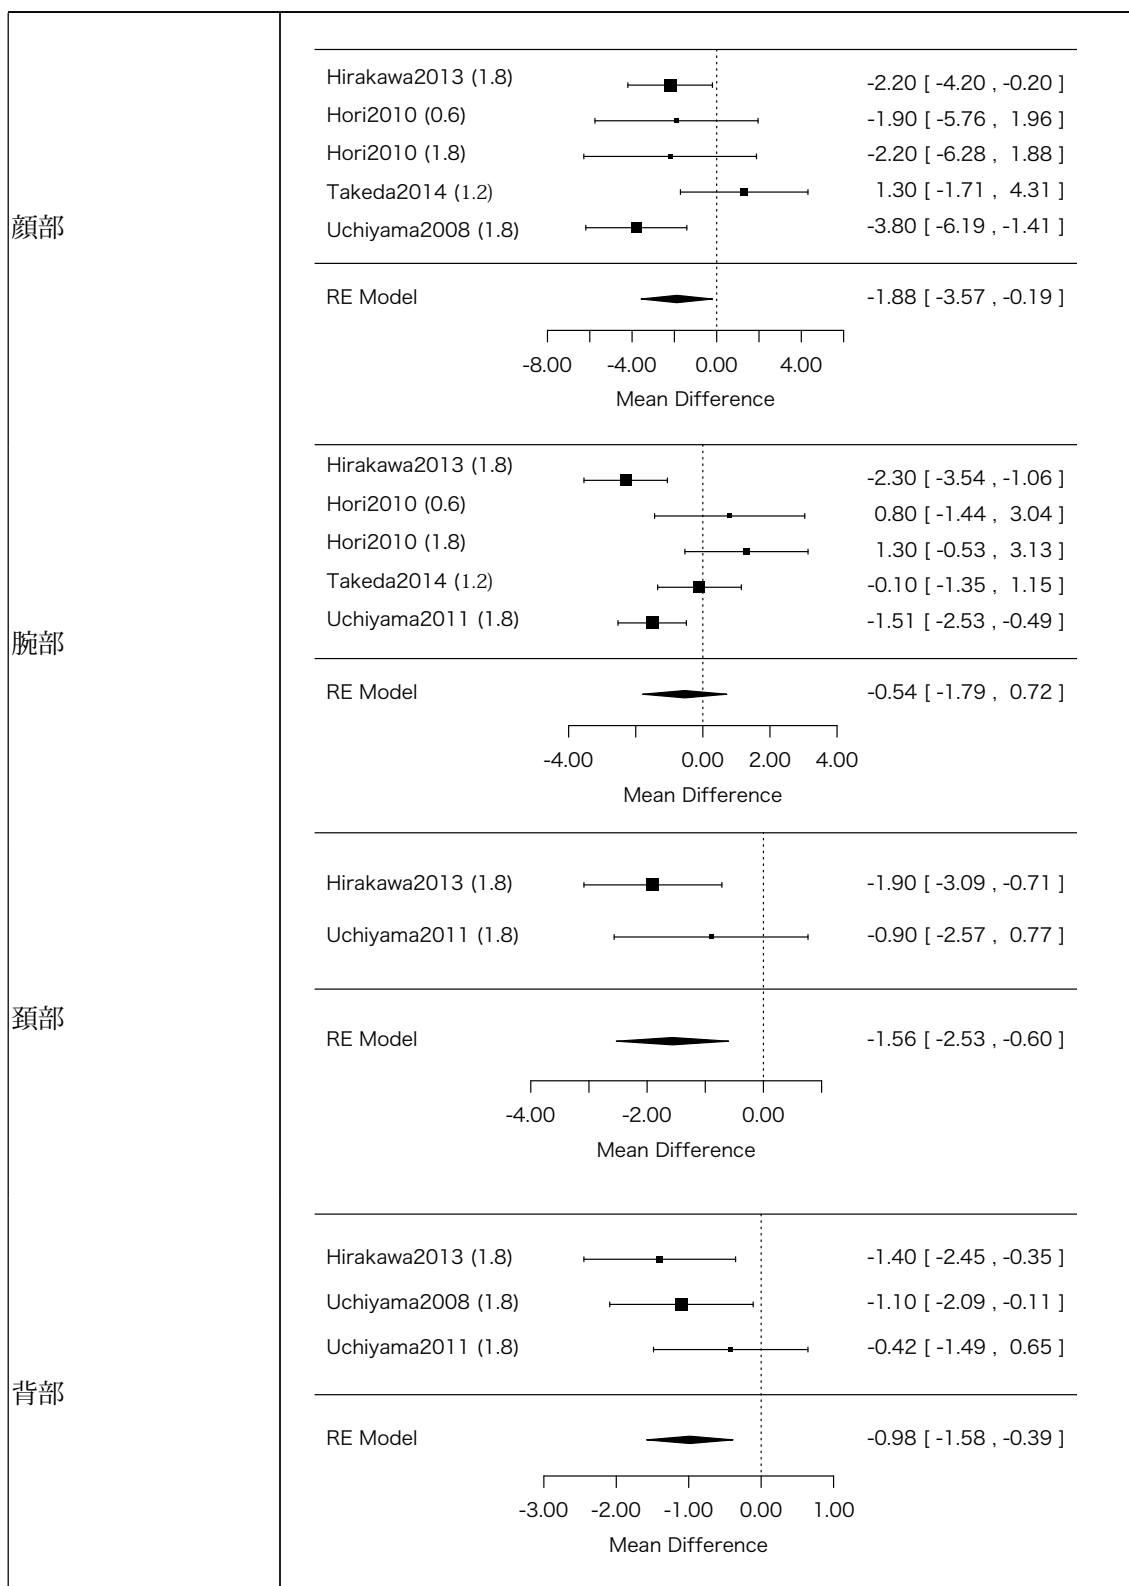 顔部
Hirakawa2013 (1.8) -2.20 [ -4.20 , -0.20 ]
Hori2010 (0.6) -1.90 [ -5.76 , 1.96 ]
Hori2010 (1.8) -2.20 [ -6.28 , 1.88 ]
Takeda2014 (1.2) 1.30 [ -1.71 , 4.31 ]
Uchiyama2008 (1.8) -3.80 [ -6.19 , -1.41 ]
RE Model -1.88 [ -3.57 , -0.19 ]
-8.00 -4.00 0.00 4.00
Mean Difference
腕部
Hirakawa2013 (1.8) -2.30 [ -3.54 , -1.06 ]
Hori2010 (0.6) 0.80 [ -1.44 , 3.04 ]
Hori2010 (1.8) 1.30 [ -0.53 , 3.13 ]
Takeda2014 (1.2) -0.10 [ -1.35 , 1.15 ]
Uchiyama2011 (1.8) -1.51 [ -2.53 , -0.49 ]
RE Model -0.54 [ -1.79 , 0.72 ]
-4.00 0.00 2.00 4.00
Mean Difference
頚部
Hirakawa2013 (1.8) -1.90 [ -3.09 , -0.71 ]
Uchiyama2011 (1.8) -0.90 [ -2.57 , 0.77 ]
RE Model -1.56 [ -2.53 , -0.60 ]
-4.00 -2.00 0.00
Mean Difference
背部
Hirakawa2013 (1.8) -1.40 [ -2.45 , -0.35 ]
Uchiyama2008 (1.8) -1.10 [ -2.09 , -0.11 ]
Uchiyama2011 (1.8) -0.42 [ -1.49 , 0.65 ]
RE Model -0.98 [ -1.58 , -0.39 ]
-3.00 -2.00 -1.00 0.00 1.00
Mean Difference